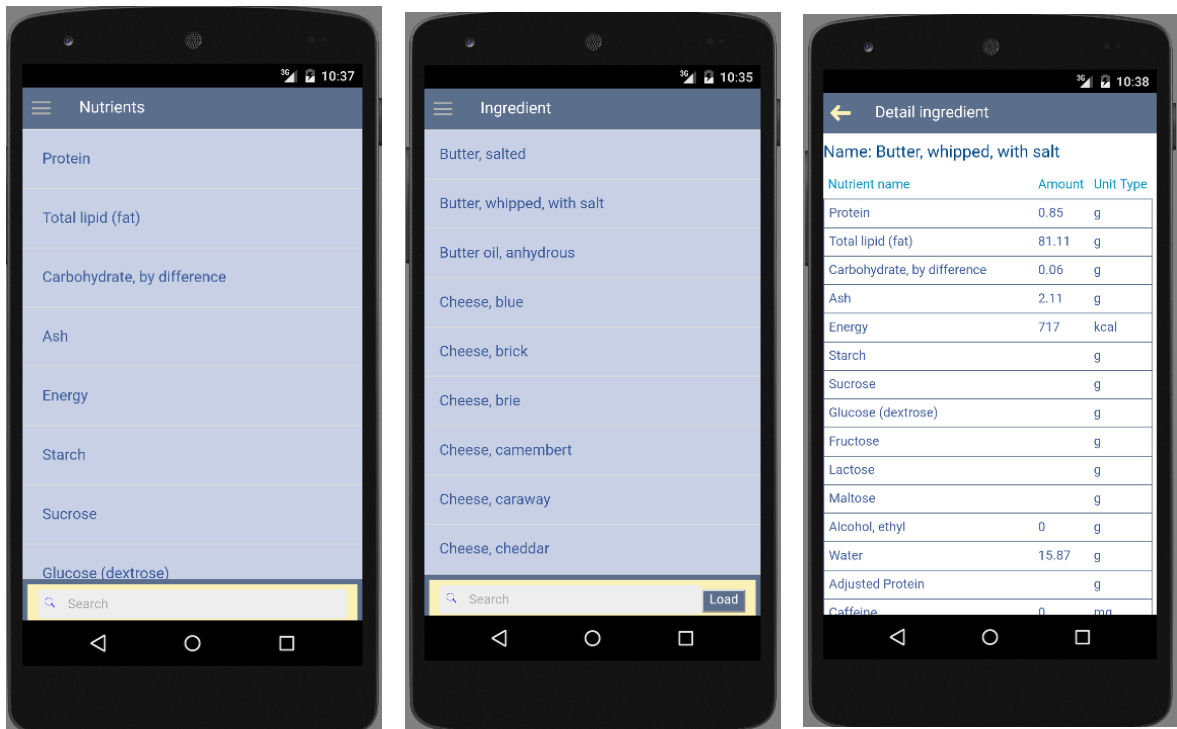 3G 10:37
Nutrients
Protein
Total lipid (fat)
Carbohydrate, by difference
Ash
Energy
Starch
Sucrose
Glucose (dextrose)
Search
3G 10:35
Ingredient
Butter, salted
Butter, whipped, with salt
Butter oil, anhydrous
Cheese, blue
Cheese, brick
Cheese, brie
Cheese, camembert
Cheese, caraway
Cheese, cheddar
Search Load
3G 10:38
Detail ingredient
Name: Butter, whipped, with salt
Nutrient name Amount Unit Type
Protein 0.85 g
Total lipid (fat) 81.11 g
Carbohydrate, by difference 0.06 g
Ash 2.11 g
Energy 717 kcal
Starch g
Sucrose g
Glucose (dextrose) g
Fructose g
Lactose g
Maltose g
Alcohol, ethyl 0 g
Water 15.87 g
Adjusted Protein g
Caffeine 0 mg